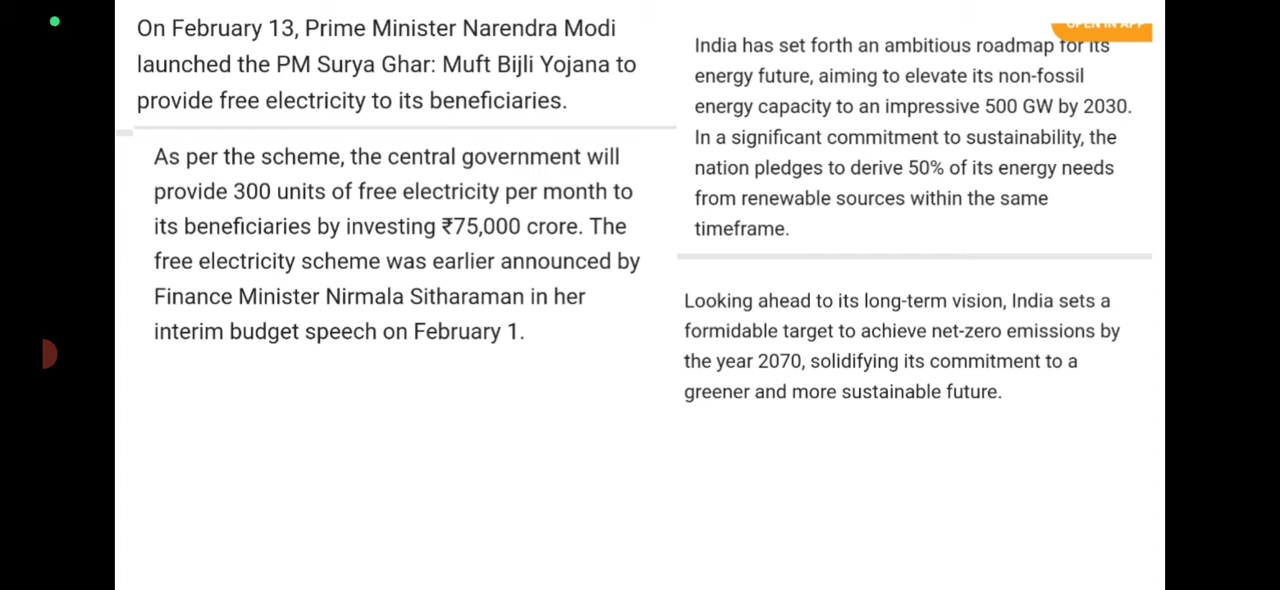 On February 13, Prime Minister Narendra Modi
launched the PM Surya Ghar: Muft Bijli Yojana to
provide free electricity to its beneficiaries.
As per the scheme, the central government will
provide 300 units of free electricity per month to
its beneficiaries by investing ₹75,000 crore. The
free electricity scheme was earlier announced by
Finance Minister Nirmala Sitharaman in her
interim budget speech on February 1.
OPEN IN APP
India has set forth an ambitious roadmap for its
energy future, aiming to elevate its non-fossil
energy capacity to an impressive 500 GW by 2030.
In a significant commitment to sustainability, the
nation pledges to derive 50% of its energy needs
from renewable sources within the same
timeframe.
Looking ahead to its long-term vision, India sets a
formidable target to achieve net-zero emissions by
the year 2070, solidifying its commitment to a
greener and more sustainable future.